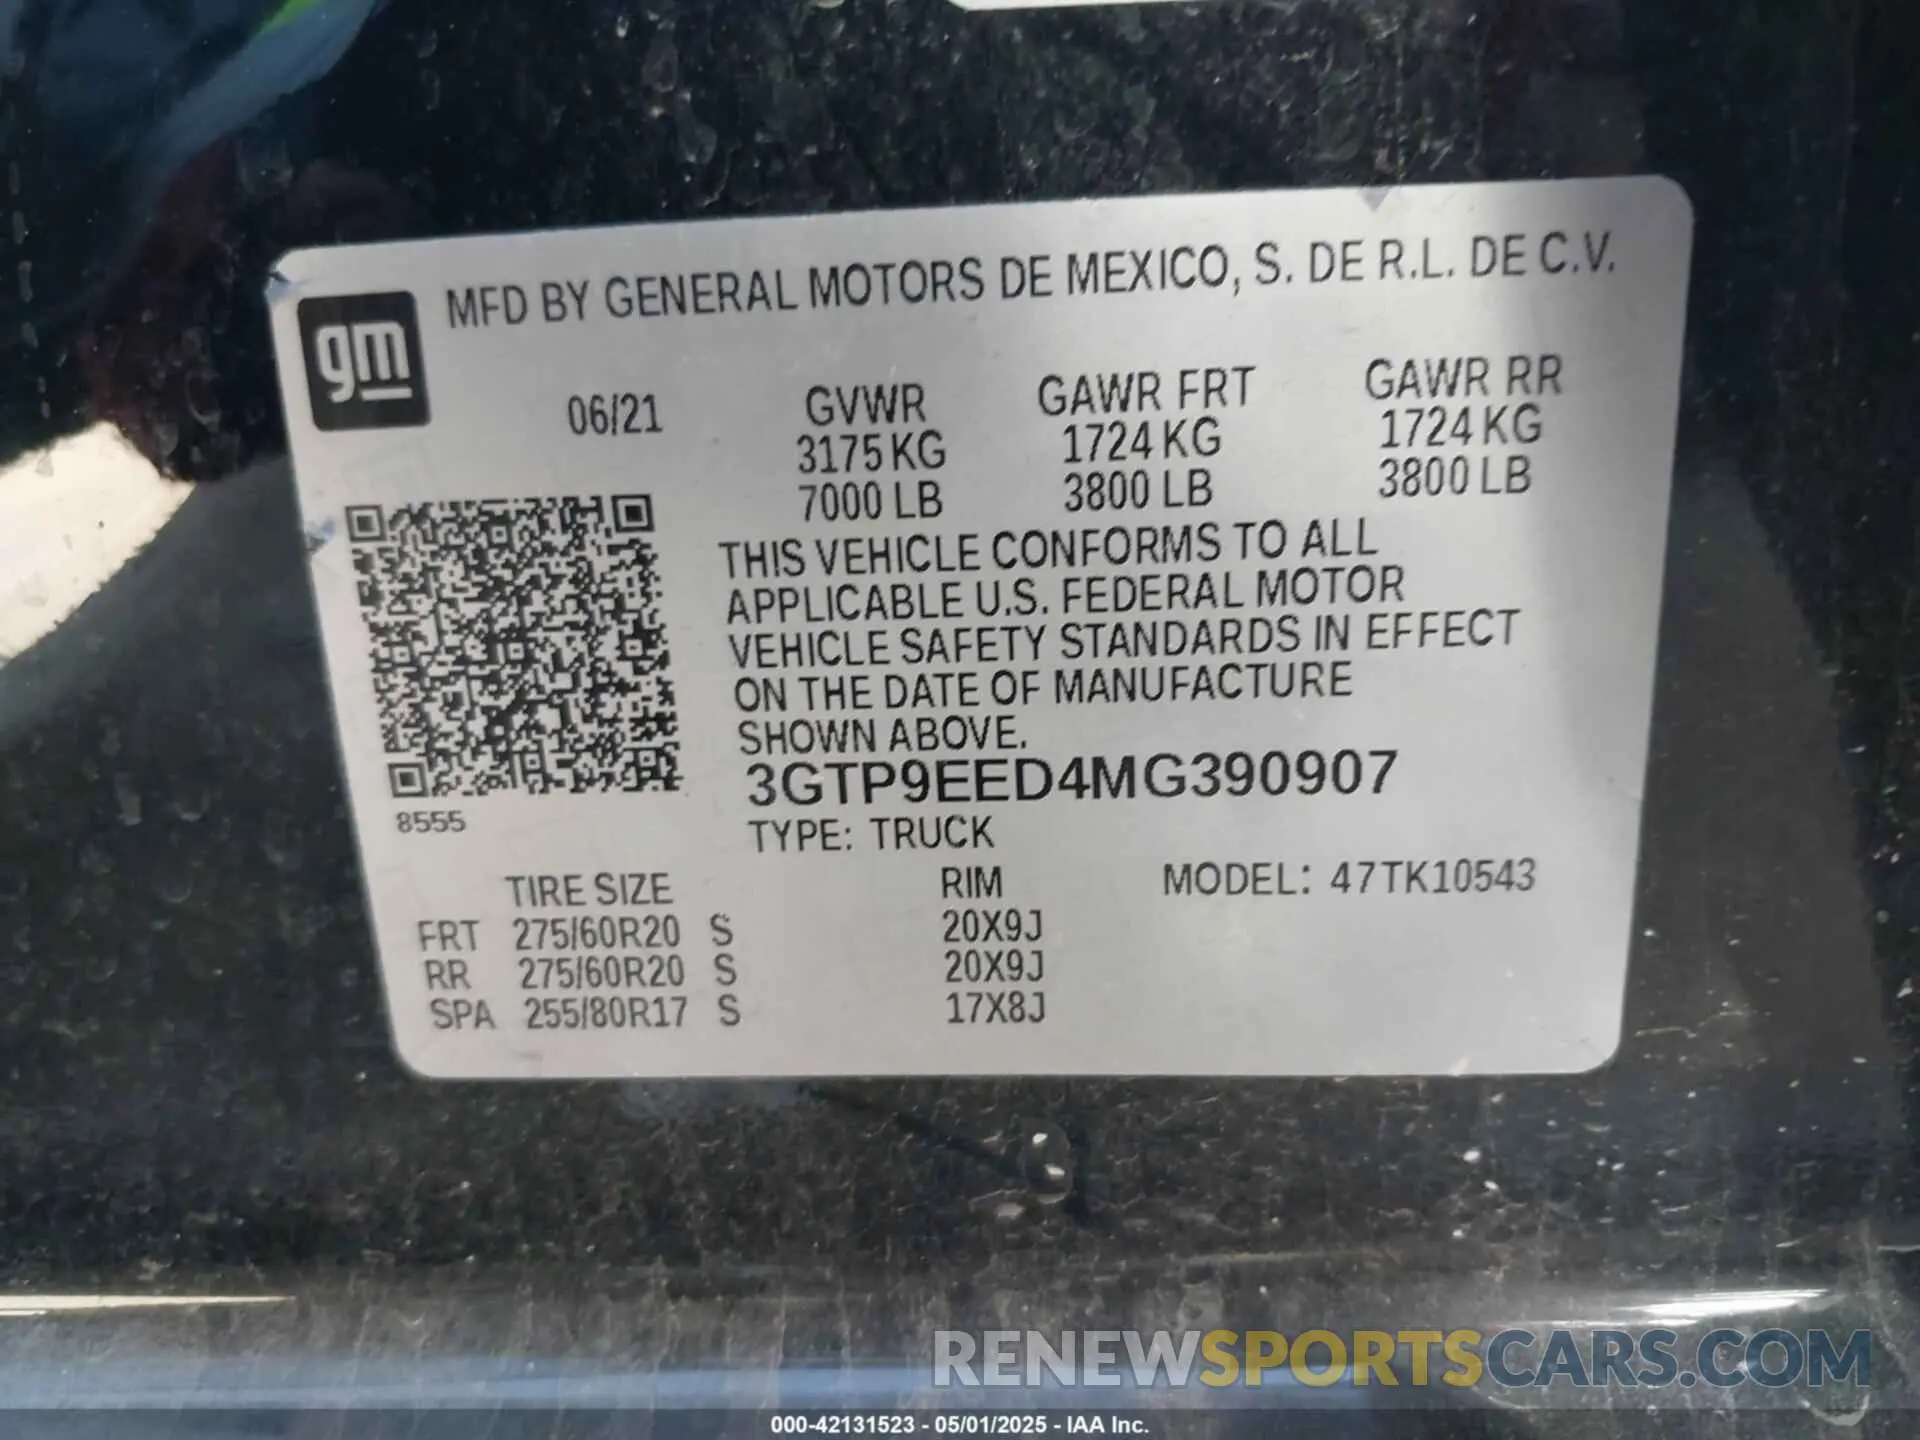 MFD BY GENERAL MOTORS DE MEXICO, S. DE R.L. DE C.V.
gm
06/21 GVWR GAWR FRT GAWR RR
3175 KG 1724 KG 1724 KG
7000 LB 3800 LB 3800 LB
THIS VEHICLE CONFORMS TO ALL
APPLICABLE U.S. FEDERAL MOTOR
VEHICLE SAFETY STANDARDS IN EFFECT
ON THE DATE OF MANUFACTURE
SHOWN ABOVE.
3GTP9EED4MG390907
8555
TYPE: TRUCK
TIRE SIZE RIM MODEL: 47TK10543
FRT 275/60R20 S 20X9J
RR 275/60R20 S 20X9J
SPA 255/80R17 S 17X8J
RENEWSPORTSCARS.COM
000-42131523 - 05/01/2025 - IAA Inc.